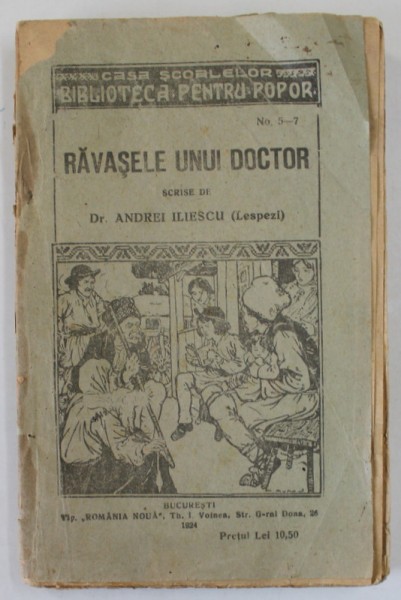 CASA ȘCOALELOR
BIBLIOTECA PENTRU POPOR
No. 5—7
RĂVAȘELE UNUI DOCTOR
SCRISE DE
Dr. ANDREI ILIESCU (Lespezi)
BUCUREȘTI
Tip. „ROMÂNIA NOUĂ“, Th. I. Voinea, Str. G-ral Dona, 26
1924
Prețul Lei 10,50